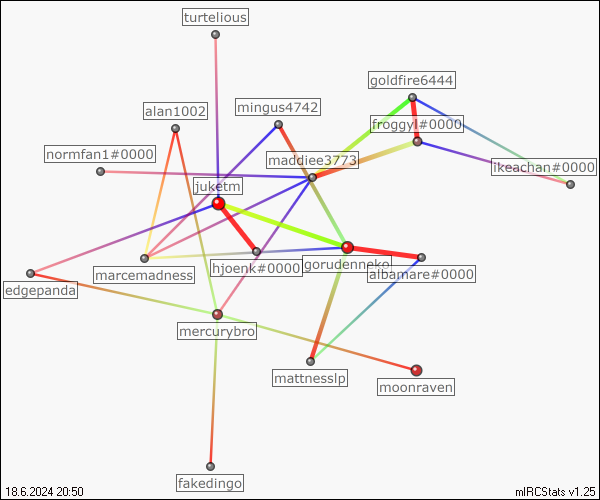 turtelious
goldfire6444
mingus4742
alan1002
froggyl#0000
normfan1#0000
maddiee3773
ikeachan#0000
juketm
marcemadness
hjoenk#0000
gorudenneko
albamare#0000
edgepanda
mercurybro
mattnesslp
moonraven
fakedingo
18.6.2024 20:50
mIRCStats v1.25